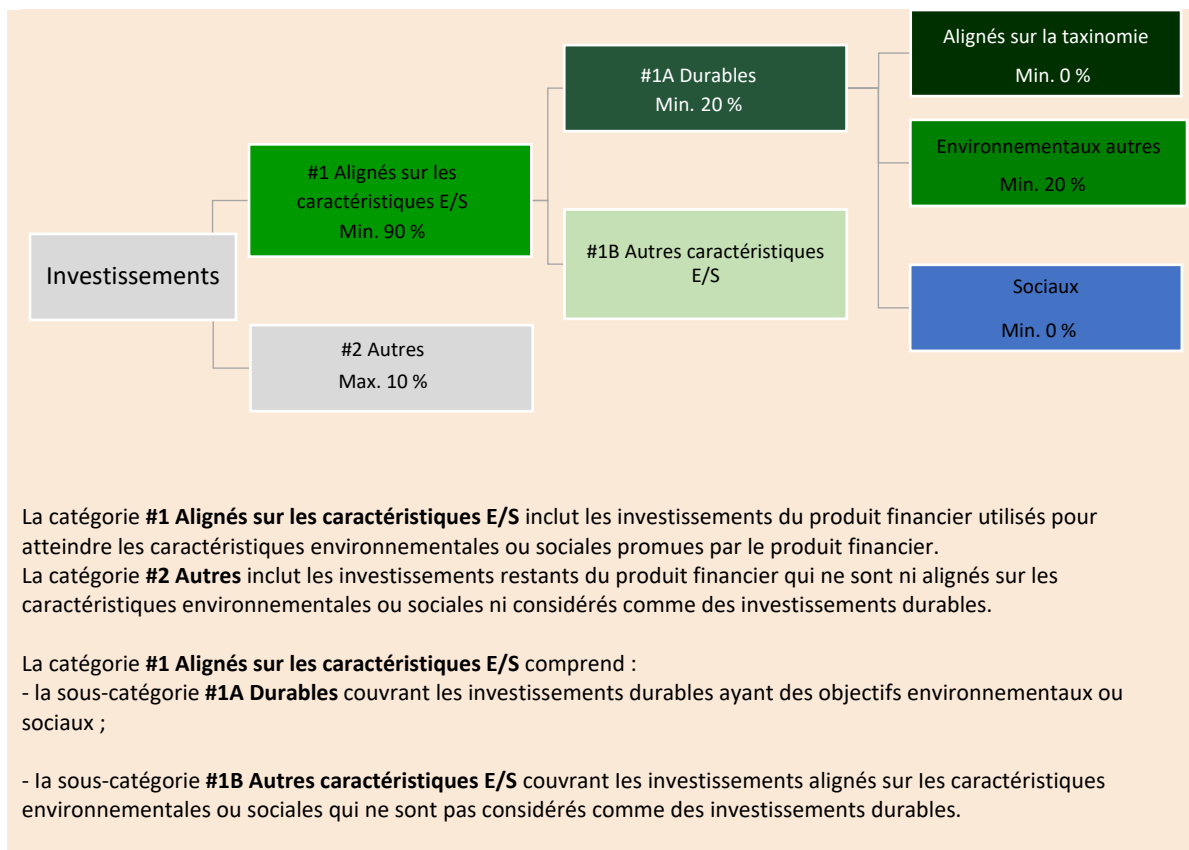 Alignés sur la taxinomie
Min. 0 %
#1A Durables
Min. 20 %
Environnementaux autres
Min. 20 %
#1 Alignés sur les
caractéristiques E/S
Min. 90 %
#1B Autres caractéristiques
E/S
Investissements
Sociaux
Min. 0 %
#2 Autres
Max. 10 %
La catégorie #1 Alignés sur les caractéristiques E/S inclut les investissements du produit financier utilisés pour
atteindre les caractéristiques environnementales ou sociales promues par le produit financier.
La catégorie #2 Autres inclut les investissements restants du produit financier qui ne sont ni alignés sur les
caractéristiques environnementales ou sociales ni considérés comme des investissements durables.
La catégorie #1 Alignés sur les caractéristiques E/S comprend :
- la sous-catégorie #1A Durables couvrant les investissements durables ayant des objectifs environnementaux ou
sociaux ;
- la sous-catégorie #1B Autres caractéristiques E/S couvrant les investissements alignés sur les caractéristiques
environnementales ou sociales qui ne sont pas considérés comme des investissements durables.